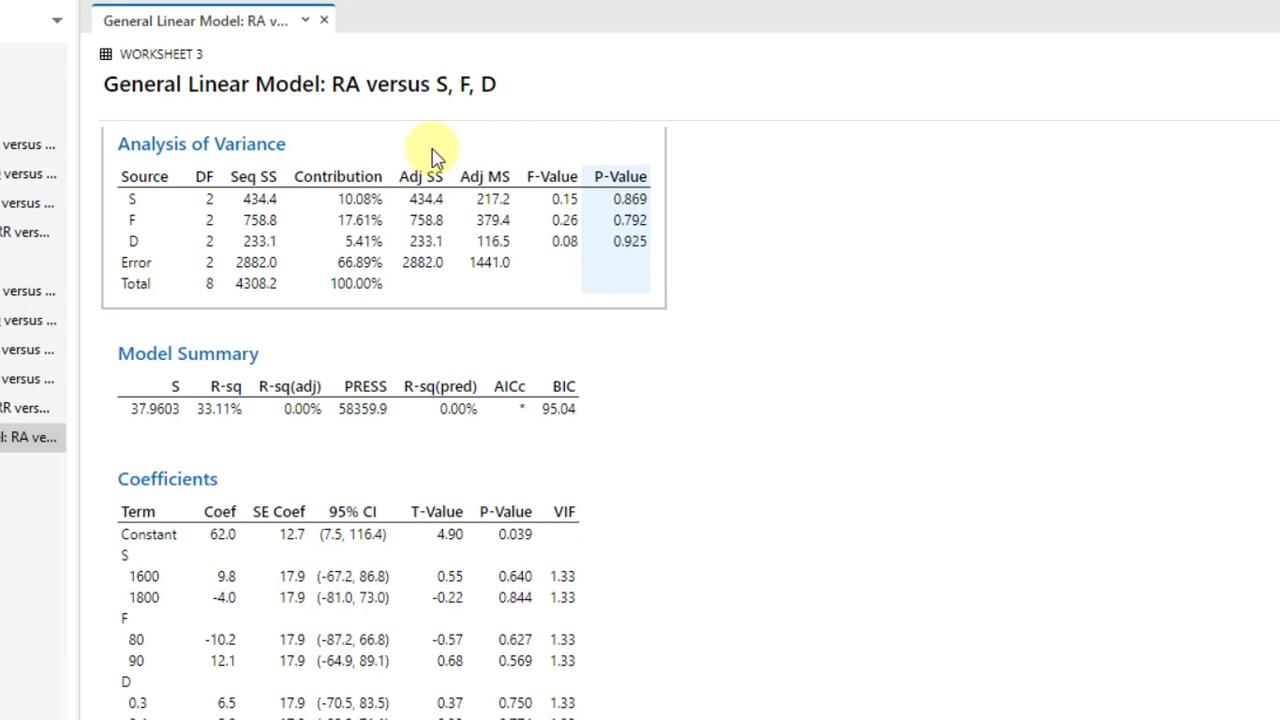 General Linear Model: RA v...
WORKSHEET 3
General Linear Model: RA versus S, F, D
versus ...
versus ...
versus ...
RR vers...
versus ...
versus ...
versus ...
versus ...
RR vers...
l: RA ve...
Analysis of Variance
Source DF Seq SS Contribution Adj SS Adj MS F-Value P-Value
S 2 434.4 10.08% 434.4 217.2 0.15 0.869
F 2 758.8 17.61% 758.8 379.4 0.26 0.792
D 2 233.1 5.41% 233.1 116.5 0.08 0.925
Error 2 2882.0 66.89% 2882.0 1441.0
Total 8 4308.2 100.00%
Model Summary
S R-sq R-sq(adj) PRESS R-sq(pred) AICc BIC
37.9603 33.11% 0.00% 58359.9 0.00% * 95.04
Coefficients
Term Coef SE Coef 95% CI T-Value P-Value VIF
Constant 62.0 12.7 (7.5, 116.4) 4.90 0.039
S
1600 9.8 17.9 (-67.2, 86.8) 0.55 0.640 1.33
1800 -4.0 17.9 (-81.0, 73.0) -0.22 0.844 1.33
F
80 -10.2 17.9 (-87.2, 66.8) -0.57 0.627 1.33
90 12.1 17.9 (-64.9, 89.1) 0.68 0.569 1.33
D
0.3 6.5 17.9 (-70.5, 83.5) 0.37 0.750 1.33